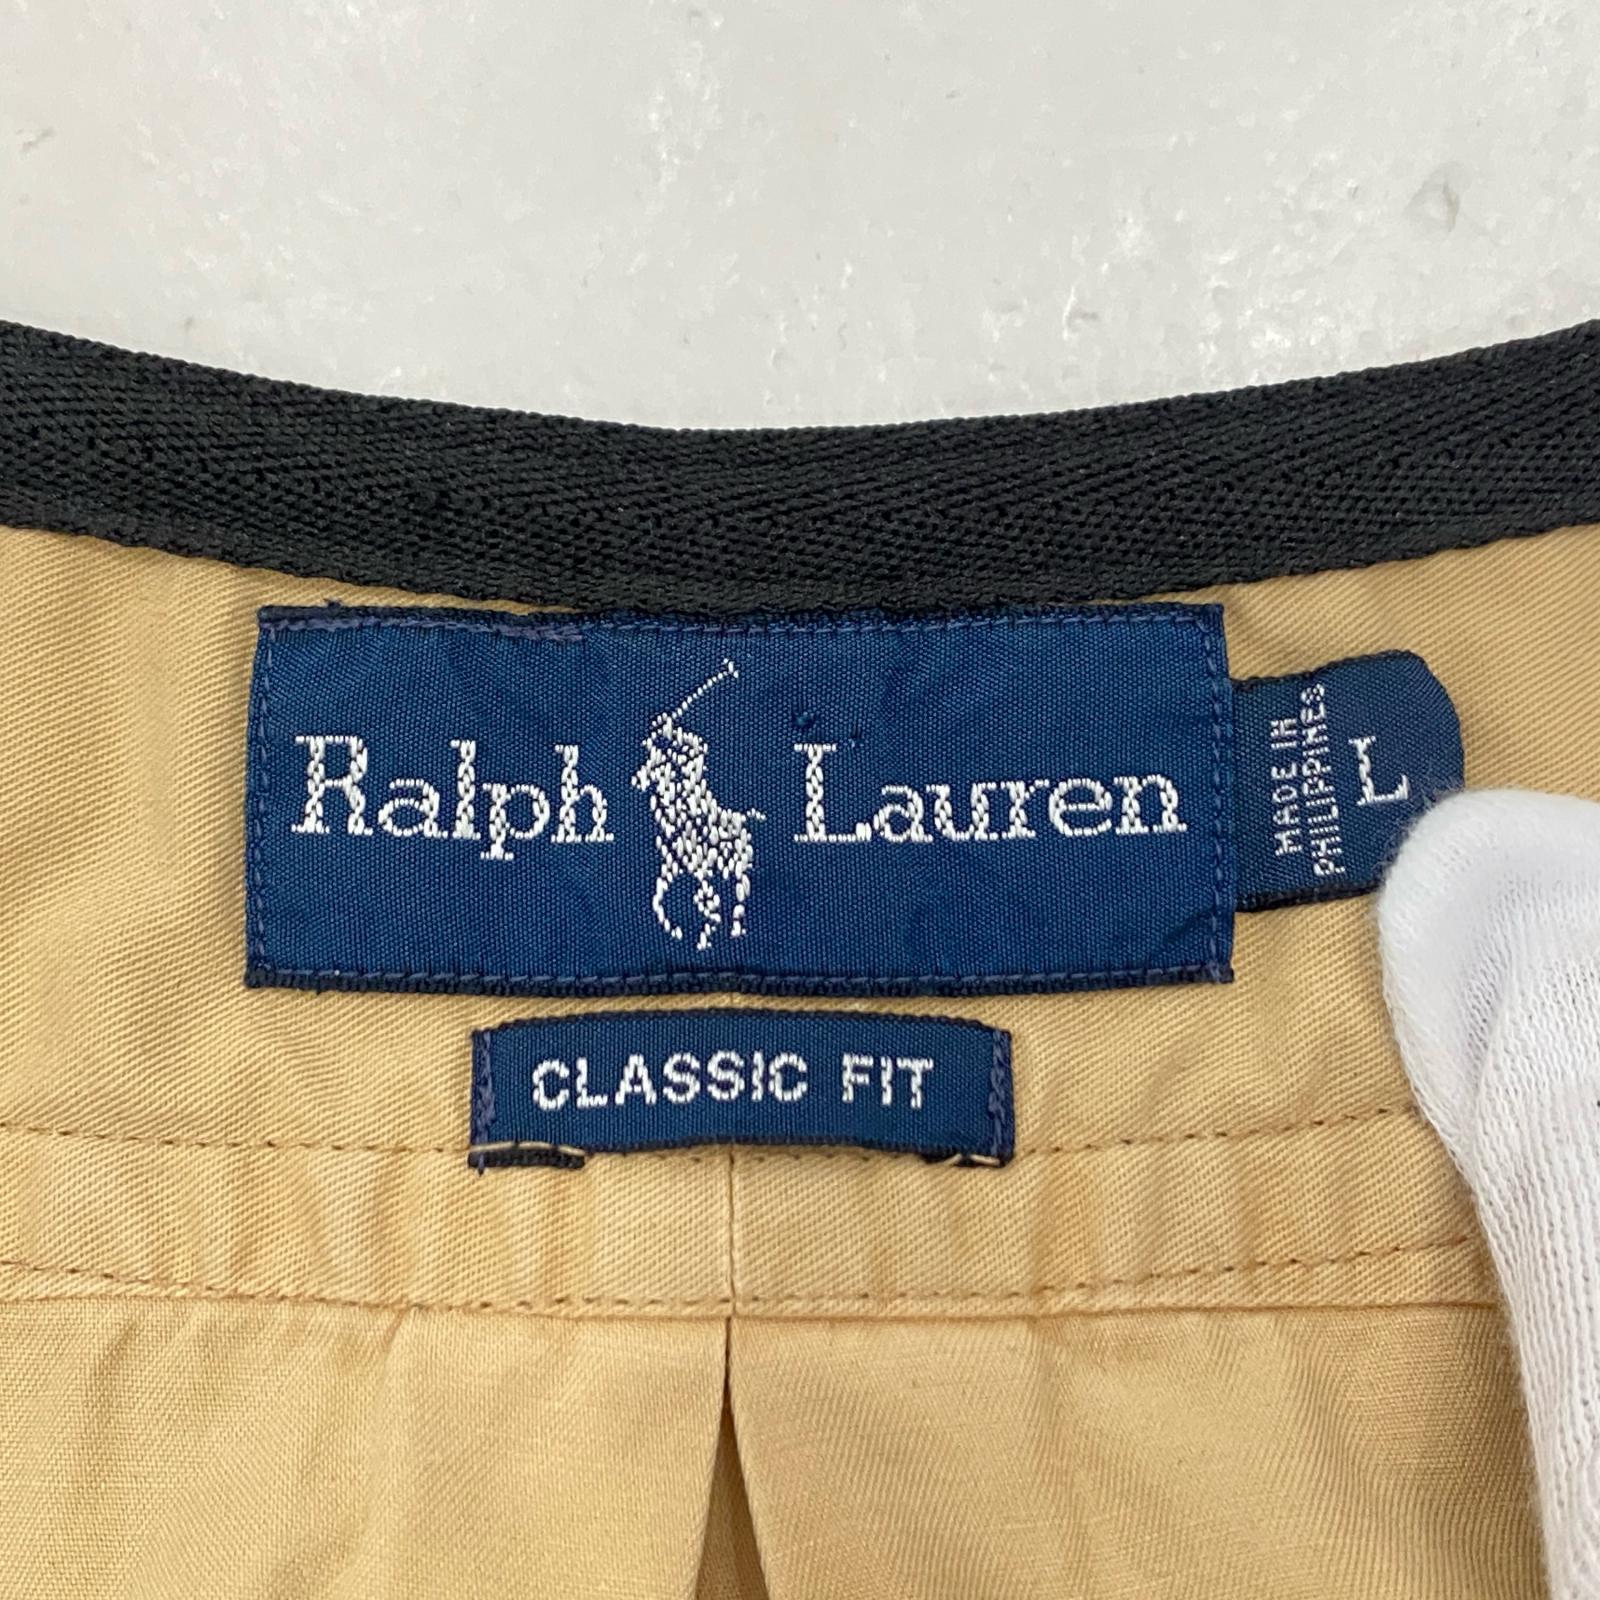 Ralph Lauren
MADE IN
PHILIPPINES
L
CLASSIC FIT